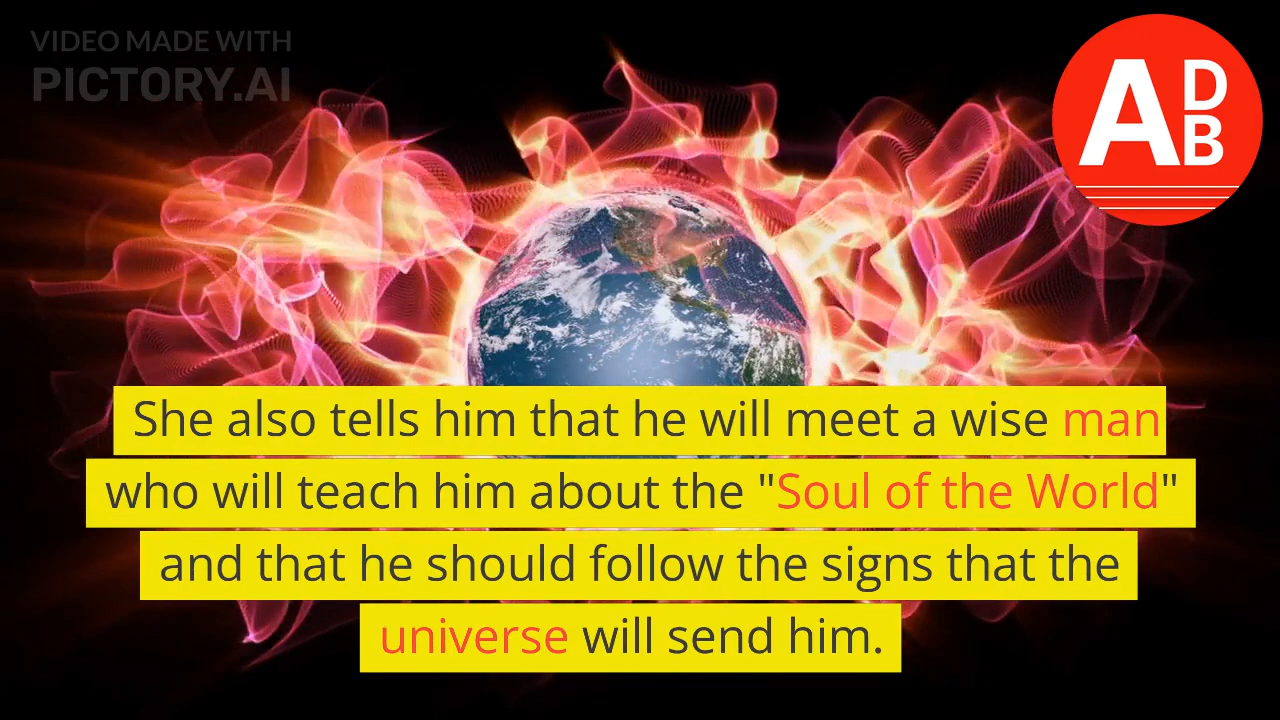 VIDEO MADE WITH
PICTORY.AI
ADB
She also tells him that he will meet a wise man
who will teach him about the "Soul of the World"
and that he should follow the signs that the
universe will send him.